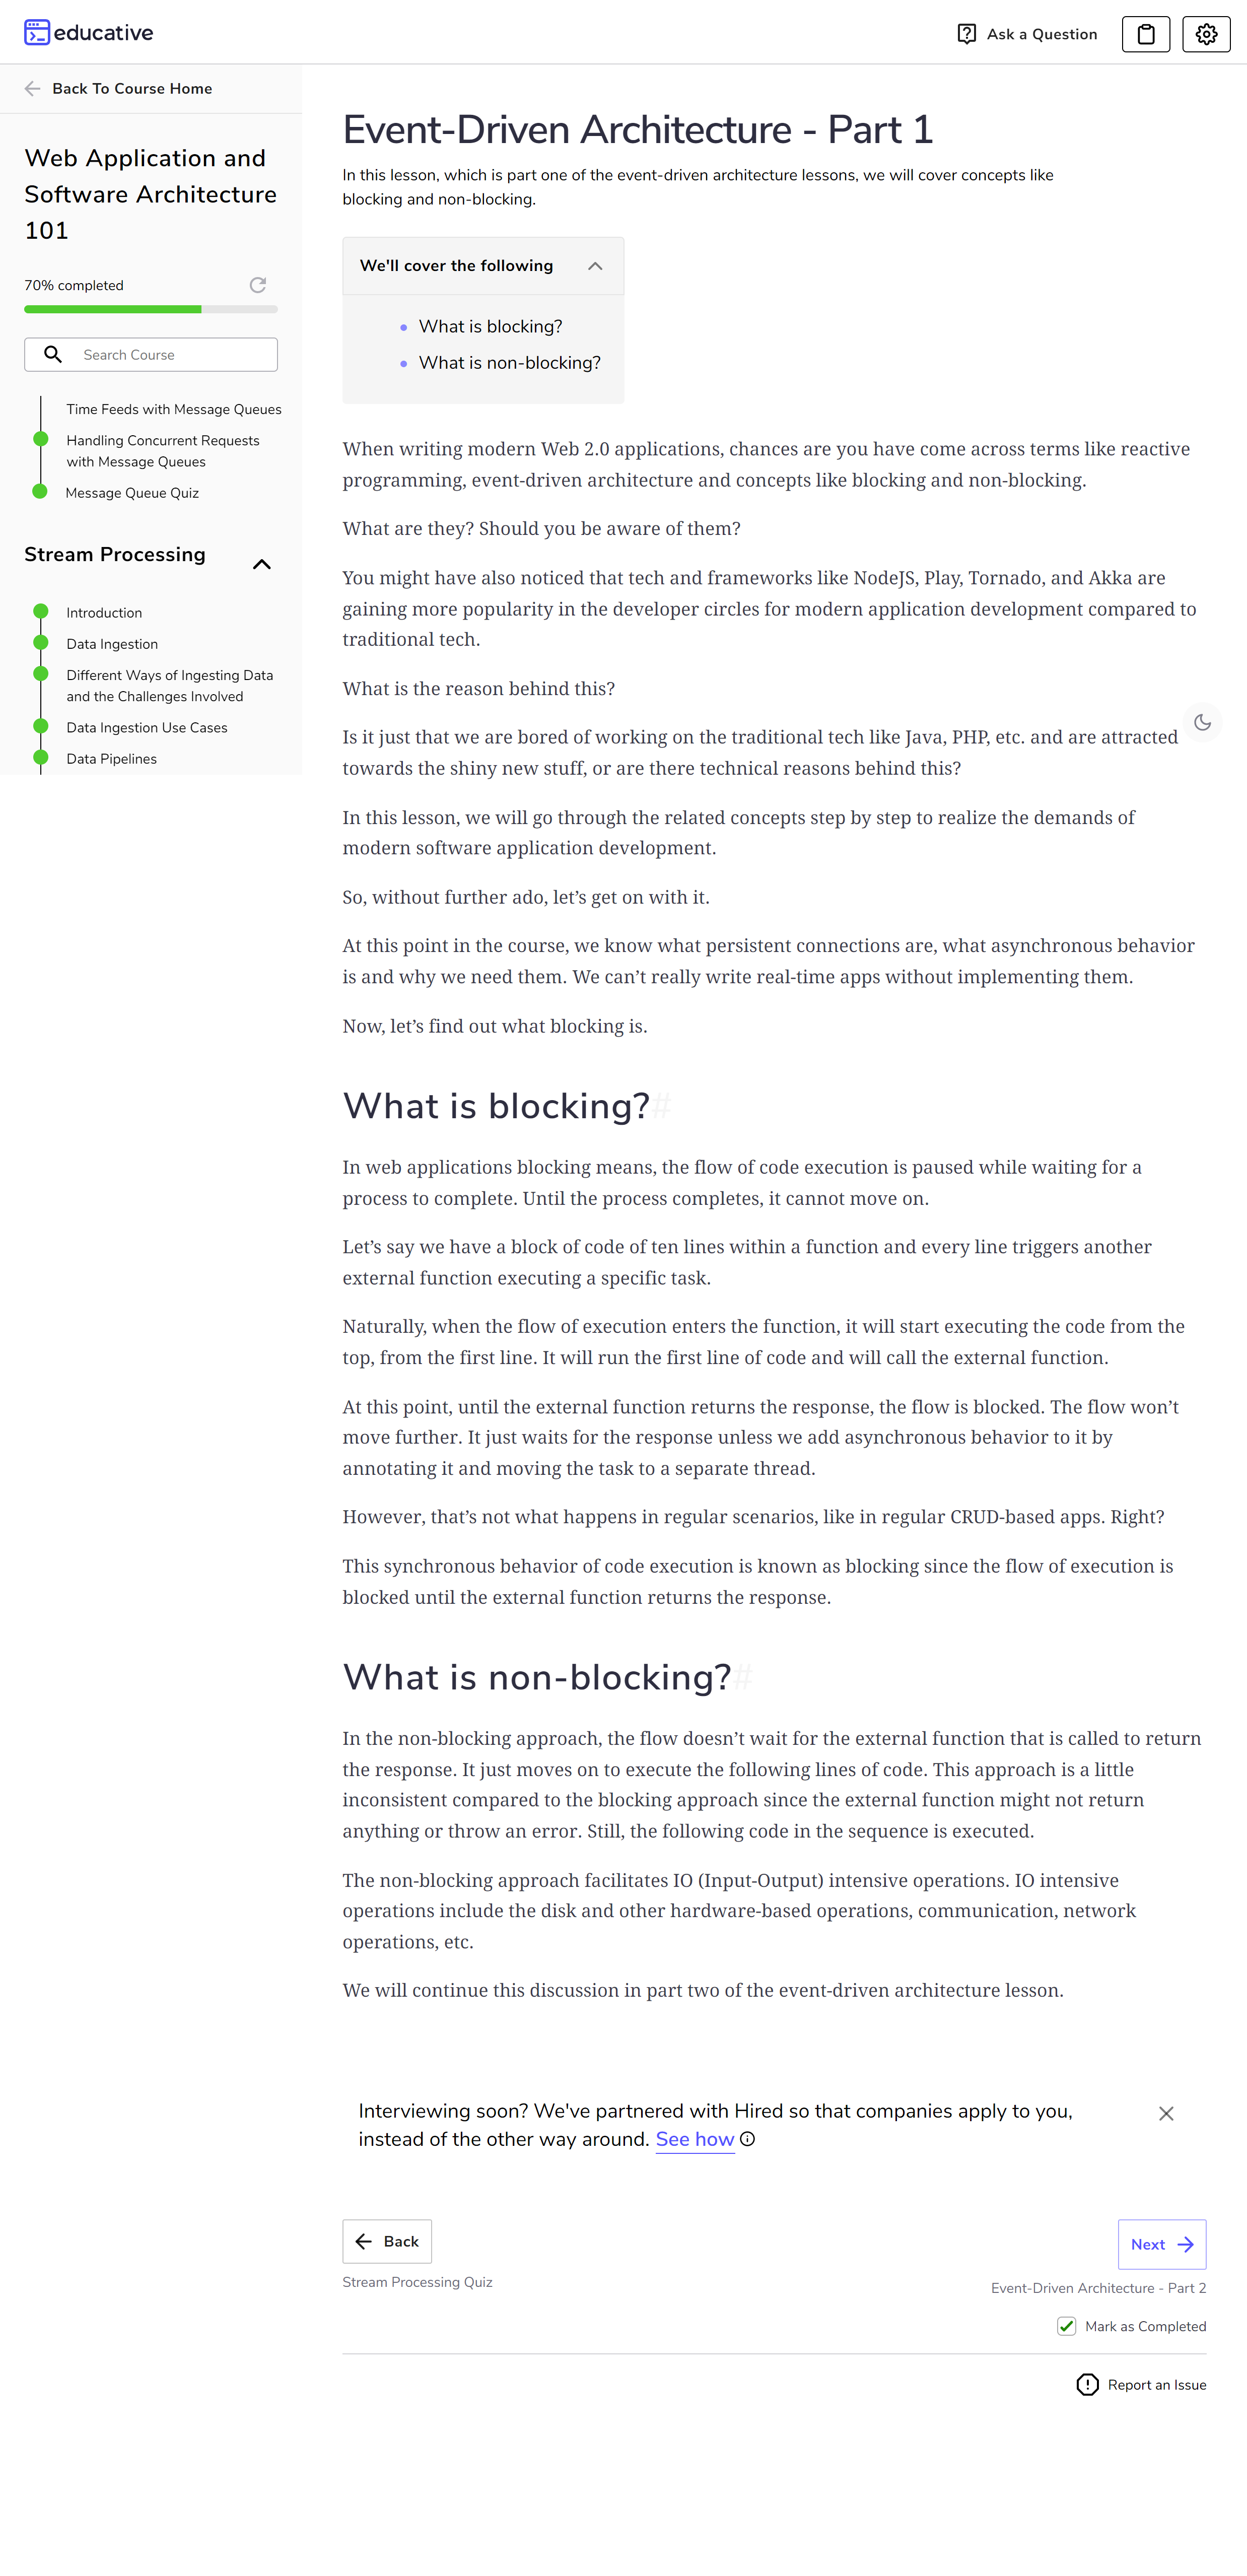 educative
Ask a Question
Back To Course Home
Web Application and
Software Architecture
101
70% completed
Search Course
Time Feeds with Message Queues
Handling Concurrent Requests
with Message Queues
Message Queue Quiz
Stream Processing
Introduction
Data Ingestion
Different Ways of Ingesting Data
and the Challenges Involved
Data Ingestion Use Cases
Data Pipelines
Event-Driven Architecture - Part 1
In this lesson, which is part one of the event-driven architecture lessons, we will cover concepts like
blocking and non-blocking.
We'll cover the following
What is blocking?
What is non-blocking?
When writing modern Web 2.0 applications, chances are you have come across terms like reactive
programming, event-driven architecture and concepts like blocking and non-blocking.
What are they? Should you be aware of them?
You might have also noticed that tech and frameworks like NodeJS, Play, Tornado, and Akka are
gaining more popularity in the developer circles for modern application development compared to
traditional tech.
What is the reason behind this?
Is it just that we are bored of working on the traditional tech like Java, PHP, etc. and are attracted
towards the shiny new stuff, or are there technical reasons behind this?
In this lesson, we will go through the related concepts step by step to realize the demands of
modern software application development.
So, without further ado, let’s get on with it.
At this point in the course, we know what persistent connections are, what asynchronous behavior
is and why we need them. We can’t really write real-time apps without implementing them.
Now, let’s find out what blocking is.
What is blocking?#
In web applications blocking means, the flow of code execution is paused while waiting for a
process to complete. Until the process completes, it cannot move on.
Let’s say we have a block of code of ten lines within a function and every line triggers another
external function executing a specific task.
Naturally, when the flow of execution enters the function, it will start executing the code from the
top, from the first line. It will run the first line of code and will call the external function.
At this point, until the external function returns the response, the flow is blocked. The flow won’t
move further. It just waits for the response unless we add asynchronous behavior to it by
annotating it and moving the task to a separate thread.
However, that’s not what happens in regular scenarios, like in regular CRUD-based apps. Right?
This synchronous behavior of code execution is known as blocking since the flow of execution is
blocked until the external function returns the response.
What is non-blocking?#
In the non-blocking approach, the flow doesn’t wait for the external function that is called to return
the response. It just moves on to execute the following lines of code. This approach is a little
inconsistent compared to the blocking approach since the external function might not return
anything or throw an error. Still, the following code in the sequence is executed.
The non-blocking approach facilitates IO (Input-Output) intensive operations. IO intensive
operations include the disk and other hardware-based operations, communication, network
operations, etc.
We will continue this discussion in part two of the event-driven architecture lesson.
Interviewing soon? We've partnered with Hired so that companies apply to you,
instead of the other way around. See how
Back
Next
Stream Processing Quiz
Event-Driven Architecture - Part 2
Mark as Completed
Report an Issue